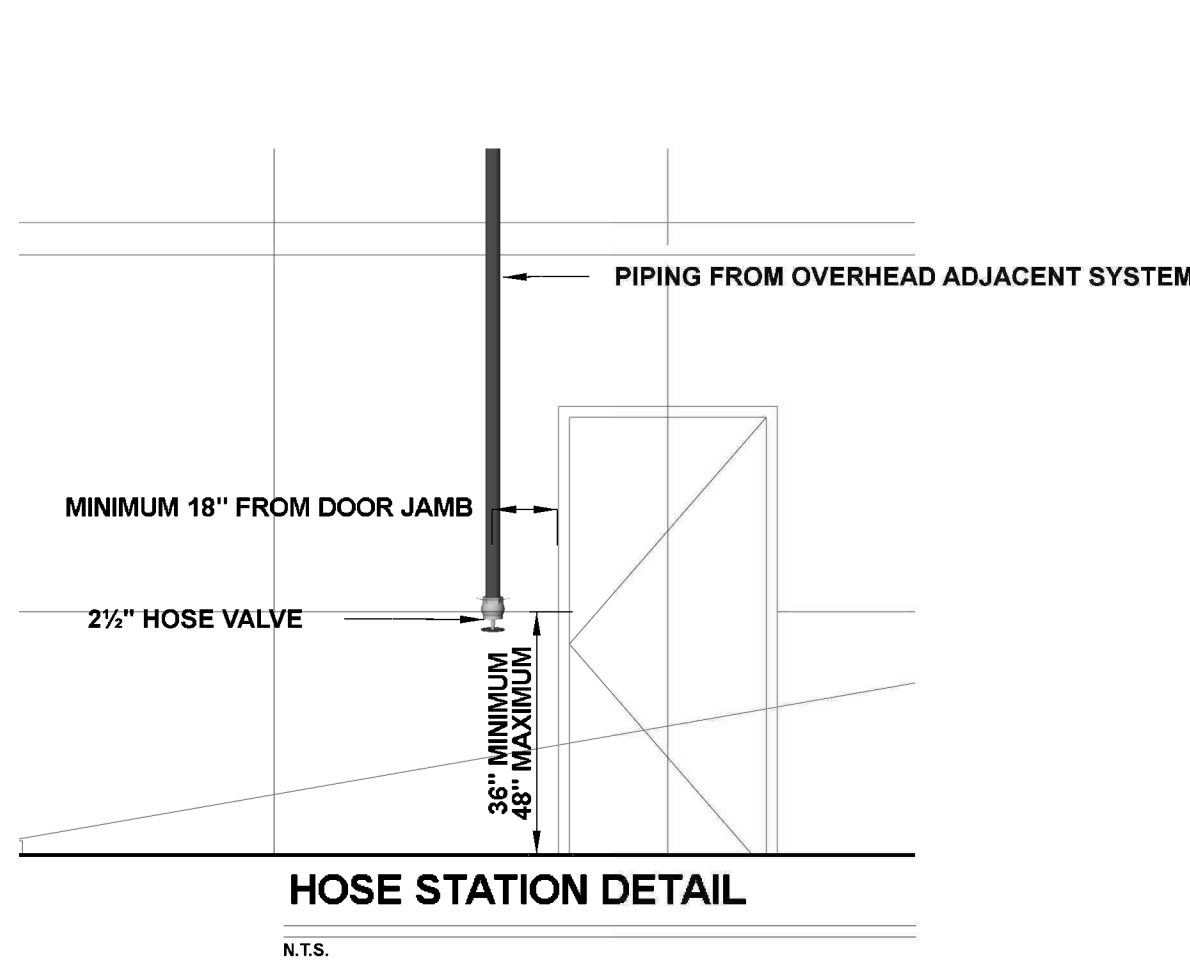 PIPING FROM OVERHEAD ADJACENT SYSTEM
MINIMUM 18" FROM DOOR JAMB
2½" HOSE VALVE
36" MINIMUM
48" MAXIMUM
HOSE STATION DETAIL
N.T.S.